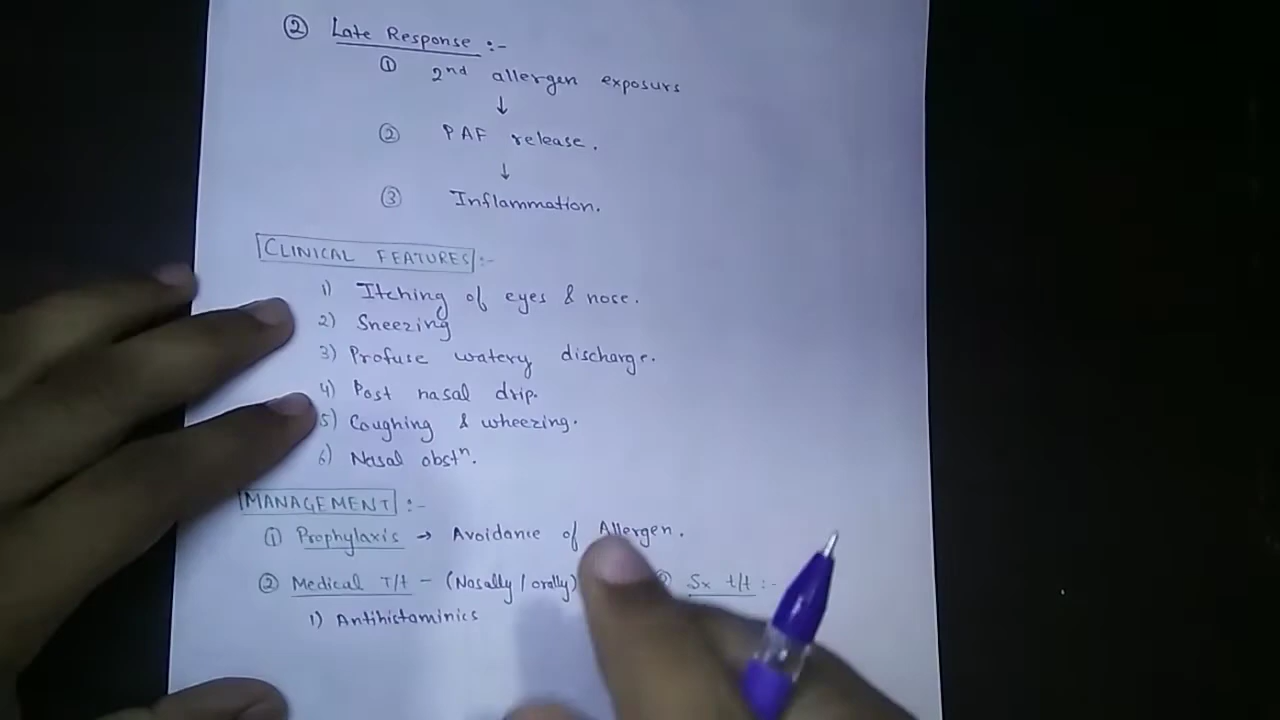 ② Late Response :-
① 2nd allergen exposurs
↓
② PAF release.
↓
③ Inflammation.
CLINICAL FEATURES :-
1) Itching of eyes & nose.
2) Sneezing
3) Profuse watery discharge.
4) Post nasal drip.
5) Coughing & wheezing.
6) Nasal obstⁿ.
MANAGEMENT :-
① Prophylaxis → Avoidance of Allergen.
② Medical T/t - (Nasally / orally) Sx t/t :-
1) Antihistaminics